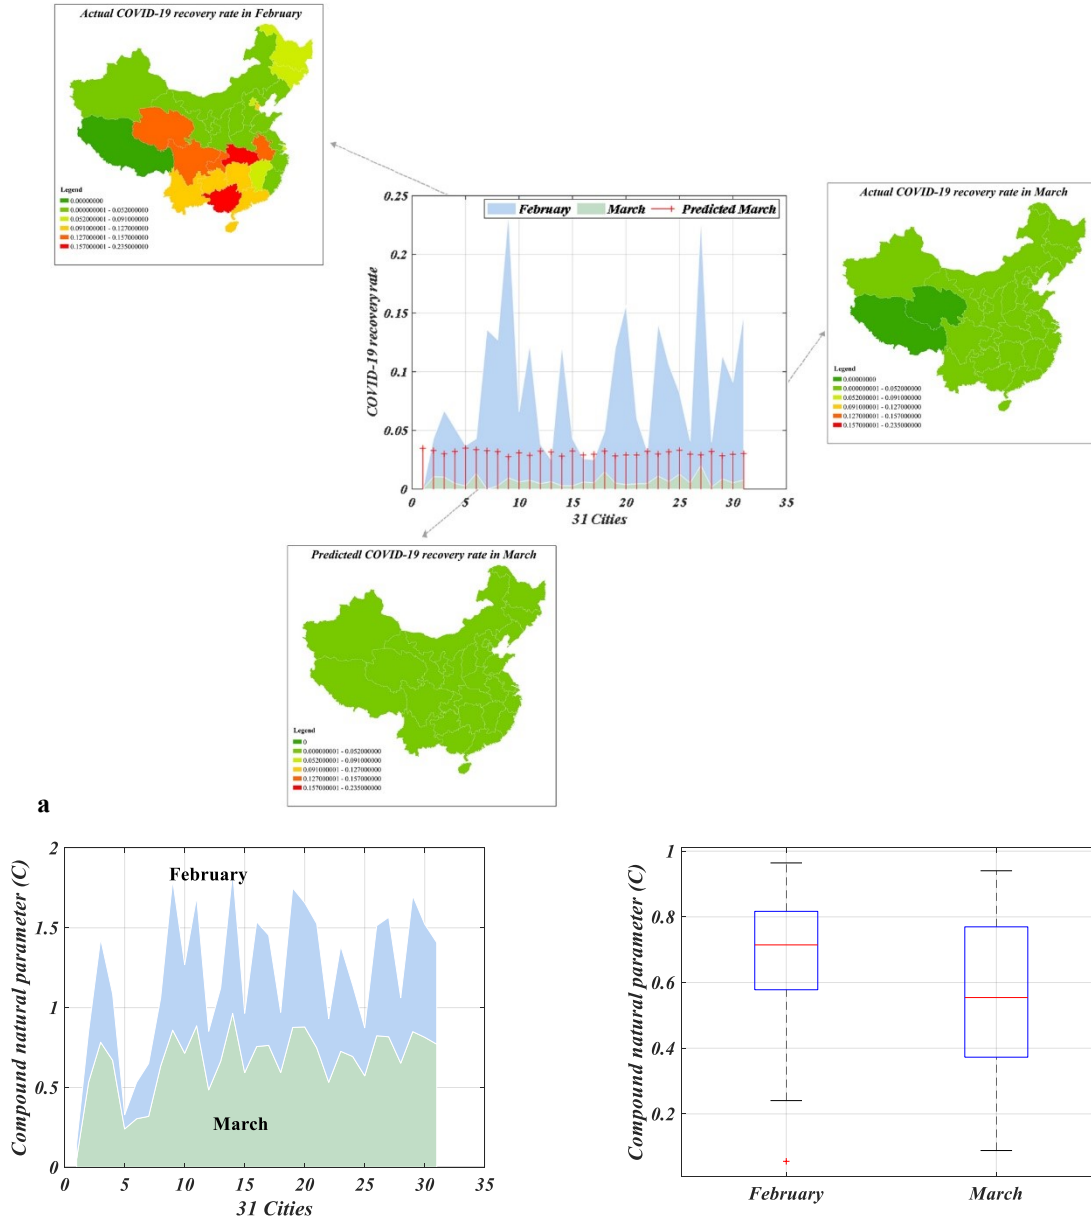 Actual COVID-19 recovery rate in February
Legend
0.00000000
0.00000001 - 0.052000000
0.052000001 - 0.091000000
0.091000001 - 0.127000000
0.127000001 - 0.157000000
0.157000001 - 0.235000000
Actual COVID-19 recovery rate in March
Legend
0.00000000
0.00000001 - 0.052000000
0.052000001 - 0.091000000
0.091000001 - 0.127000000
0.127000001 - 0.157000000
0.157000001 - 0.235000000
February March Predicted March
COVID-19 recovery rate
0.25
0.2
0.15
0.1
0.05
0
0 5 10 15 20 25 30 35
31 Cities
Predictedl COVID-19 recovery rate in March
Legend
0
0.00000001 - 0.052000000
0.052000001 - 0.091000000
0.091000001 - 0.127000000
0.127000001 - 0.157000000
0.157000001 - 0.235000000
a
Compound natural parameter (C)
2
1.5
1
0.5
0
February
March
0 5 10 15 20 25 30 35
31 Cities
Compound natural parameter (C)
1
0.8
0.6
0.4
0.2
February March